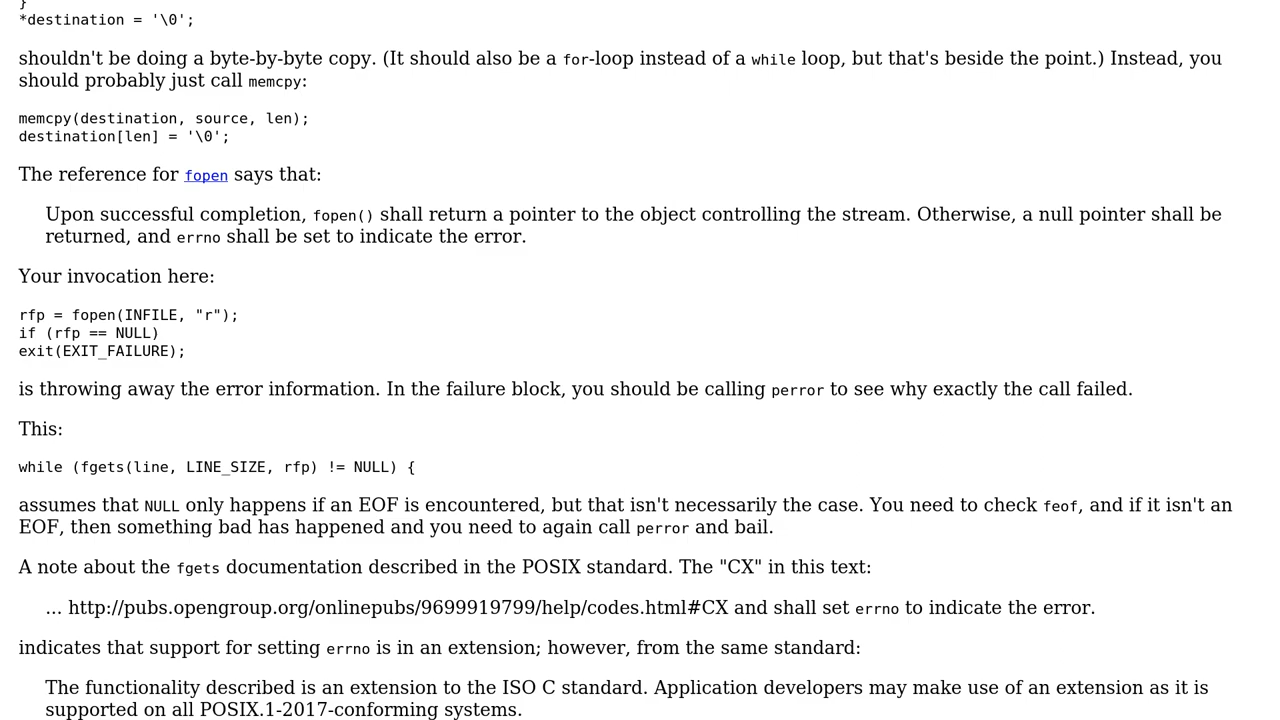 }
*destination = '\0';
shouldn't be doing a byte-by-byte copy. (It should also be a for-loop instead of a while loop, but that's beside the point.) Instead, you
should probably just call memcpy:
memcpy(destination, source, len);
destination[len] = '\0';
The reference for fopen says that:
Upon successful completion, fopen() shall return a pointer to the object controlling the stream. Otherwise, a null pointer shall be
returned, and errno shall be set to indicate the error.
Your invocation here:
rfp = fopen(INFILE, "r");
if (rfp == NULL)
exit(EXIT_FAILURE);
is throwing away the error information. In the failure block, you should be calling perror to see why exactly the call failed.
This:
while (fgets(line, LINE_SIZE, rfp) != NULL) {
assumes that NULL only happens if an EOF is encountered, but that isn't necessarily the case. You need to check feof, and if it isn't an
EOF, then something bad has happened and you need to again call perror and bail.
A note about the fgets documentation described in the POSIX standard. The "CX" in this text:
... http://pubs.opengroup.org/onlinepubs/9699919799/help/codes.html#CX and shall set errno to indicate the error.
indicates that support for setting errno is in an extension; however, from the same standard:
The functionality described is an extension to the ISO C standard. Application developers may make use of an extension as it is
supported on all POSIX.1-2017-conforming systems.